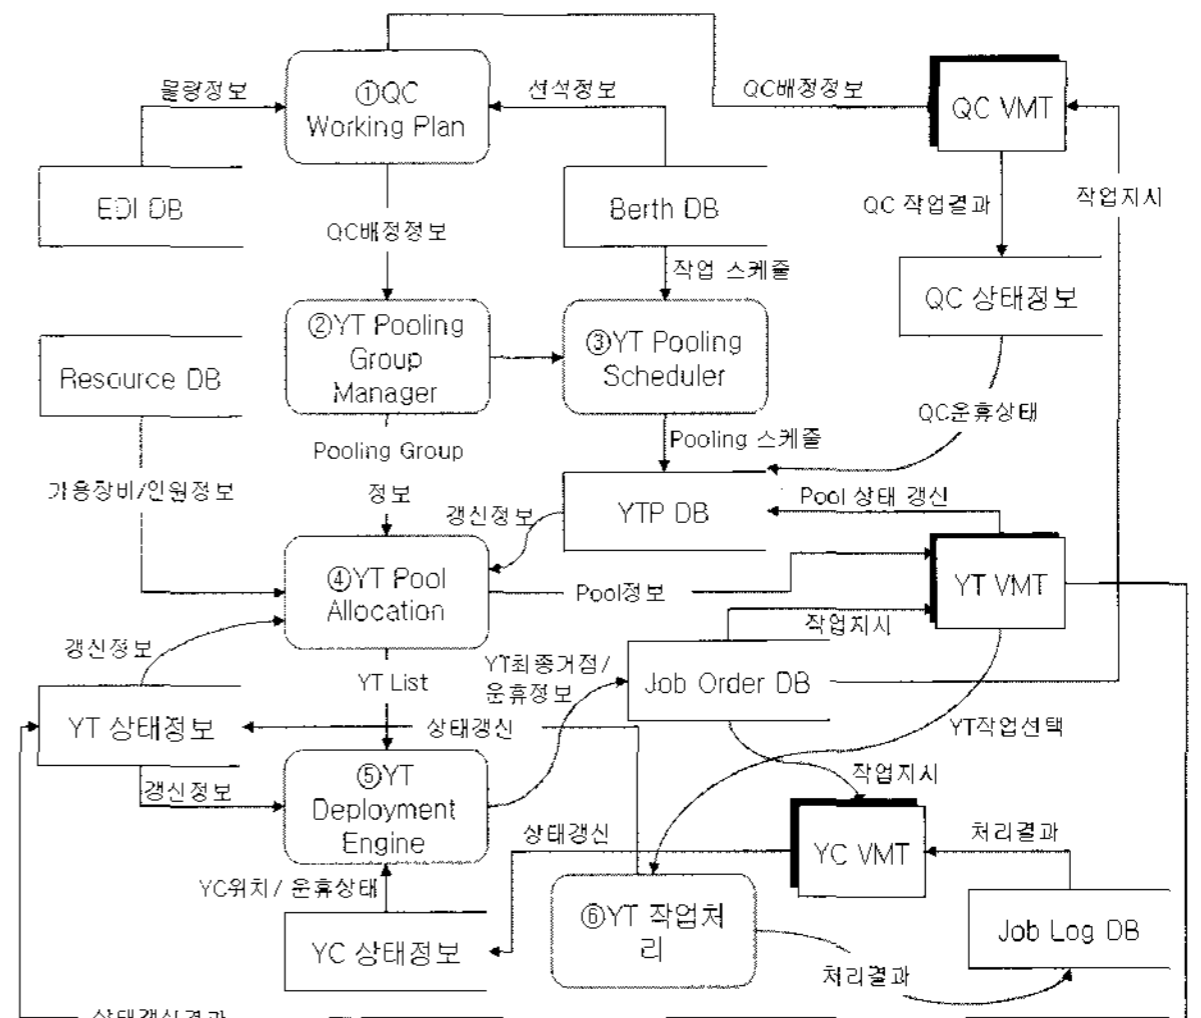 물량정보
①QC
Working Plan
선석정보
QC배정정보
QC VMT
EDI DB
Berth DB
QC 작업결과
작업지시
QC배정정보
작업 스케줄
QC 상태정보
Resource DB
②YT Pooling
Group
Manager
③YT Pooling
Scheduler
QC운휴상태
Pooling Group
정보
Pooling 스케줄
가용장비/인원정보
갱신정보
YTP DB
Pool 상태 갱신
④YT Pool
Allocation
Pool정보
YT VMT
작업지시
갱신정보
YT List
YT최종거점/
운휴정보
Job Order DB
YT 상태정보
상태갱신
YT작업선택
갱신정보
⑤YT
Deployment
Engine
작업지시
상태갱신
YC VMT
처리결과
YC위치/ 운휴상태
YC 상태정보
⑥YT 작업처
리
처리결과
Job Log DB
상태갱신결과